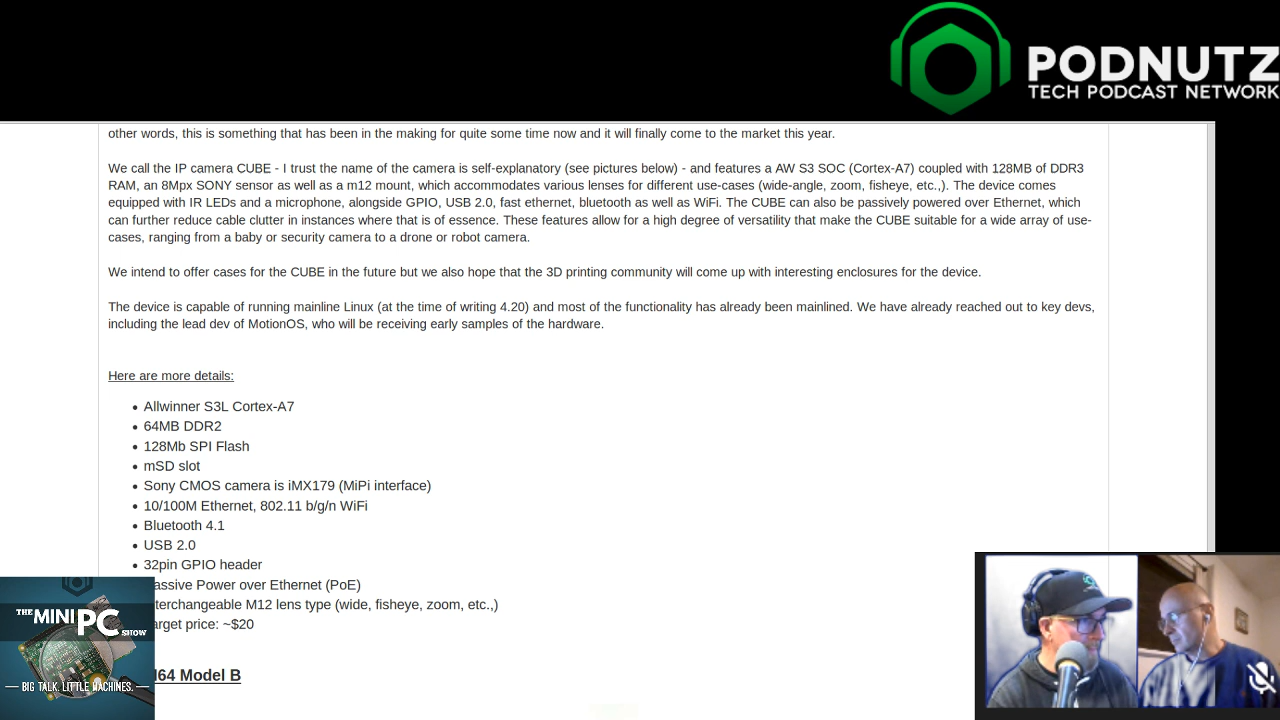 PODNUTZ
TECH PODCAST NETWORK
other words, this is something that has been in the making for quite some time now and it will finally come to the market this year.
We call the IP camera CUBE - I trust the name of the camera is self-explanatory (see pictures below) - and features a AW S3 SOC (Cortex-A7) coupled with 128MB of DDR3
RAM, an 8Mpx SONY sensor as well as a m12 mount, which accommodates various lenses for different use-cases (wide-angle, zoom, fisheye, etc.,). The device comes
equipped with IR LEDs and a microphone, alongside GPIO, USB 2.0, fast ethernet, bluetooth as well as WiFi. The CUBE can also be passively powered over Ethernet, which
can further reduce cable clutter in instances where that is of essence. These features allow for a high degree of versatility that make the CUBE suitable for a wide array of use-
cases, ranging from a baby or security camera to a drone or robot camera.
We intend to offer cases for the CUBE in the future but we also hope that the 3D printing community will come up with interesting enclosures for the device.
The device is capable of running mainline Linux (at the time of writing 4.20) and most of the functionality has already been mainlined. We have already reached out to key devs,
including the lead dev of MotionOS, who will be receiving early samples of the hardware.
Here are more details:
Allwinner S3L Cortex-A7
64MB DDR2
128Mb SPI Flash
mSD slot
Sony CMOS camera is iMX179 (MiPi interface)
10/100M Ethernet, 802.11 b/g/n WiFi
Bluetooth 4.1
USB 2.0
32pin GPIO header
assive Power over Ethernet (PoE)
terchangeable M12 lens type (wide, fisheye, zoom, etc.,)
arget price: ~$20
64 Model B
THE MINI PC SHOW
BIG TALK. LITTLE MACHINES.